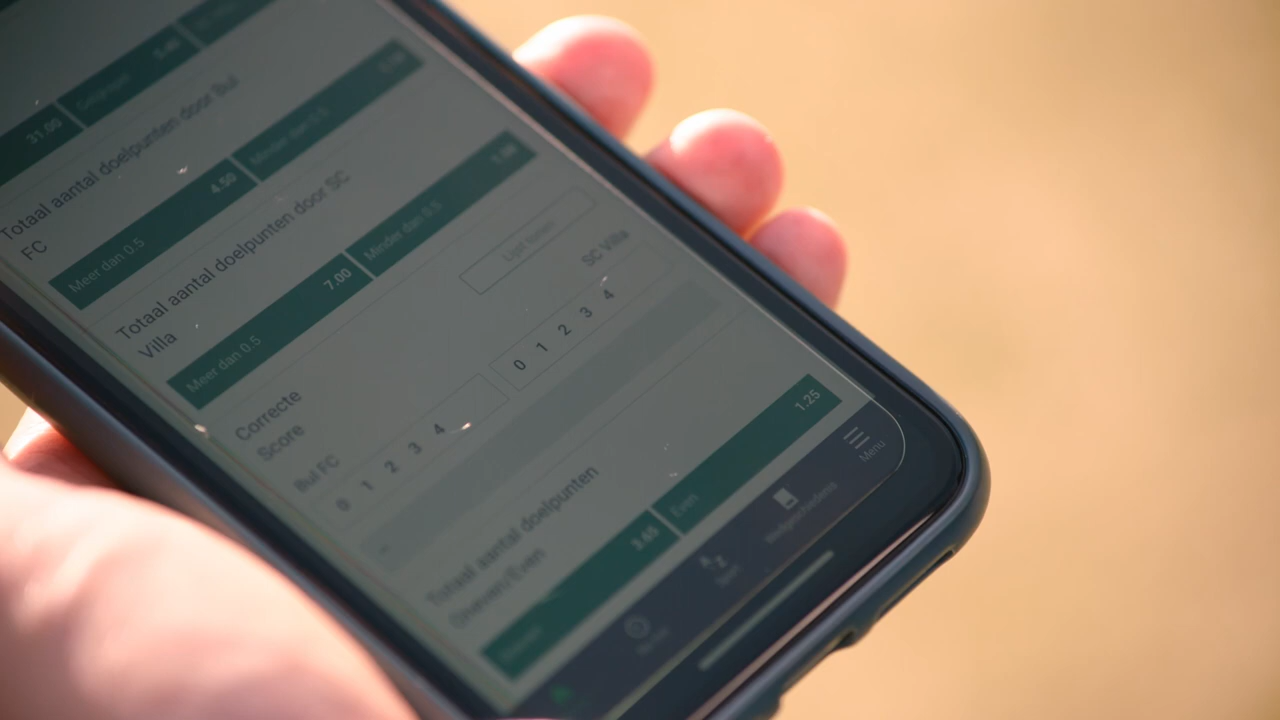 31.00
Totaal aantal doelpunten door Bul
FC
Meer dan 0.5 4.50 Minder dan 0.5
Totaal aantal doelpunten door SC
Villa
Meer dan 0.5 7.00 Minder dan 0.5
Correcte
Score
Bul FC SC Villa
0 1 2 3 4 0 1 2 3 4
Totaal aantal doelpunten
Oneven/Even
3.65 Even 1.25
Menu